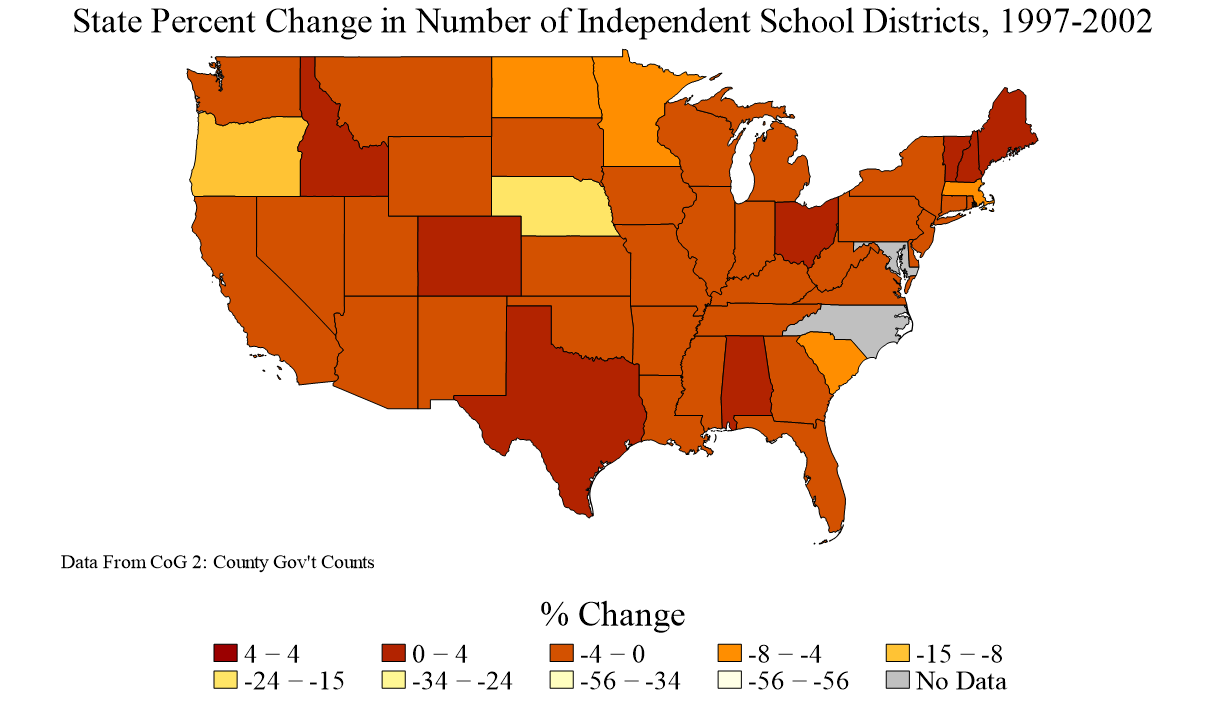 State Percent Change in Number of Independent School Districts, 1997-2002
Data From CoG 2: County Gov't Counts
% Change
4 – 4 0 – 4 -4 – 0 -8 – -4 -15 – -8
-24 – -15 -34 – -24 -56 – -34 -56 – -56 No Data